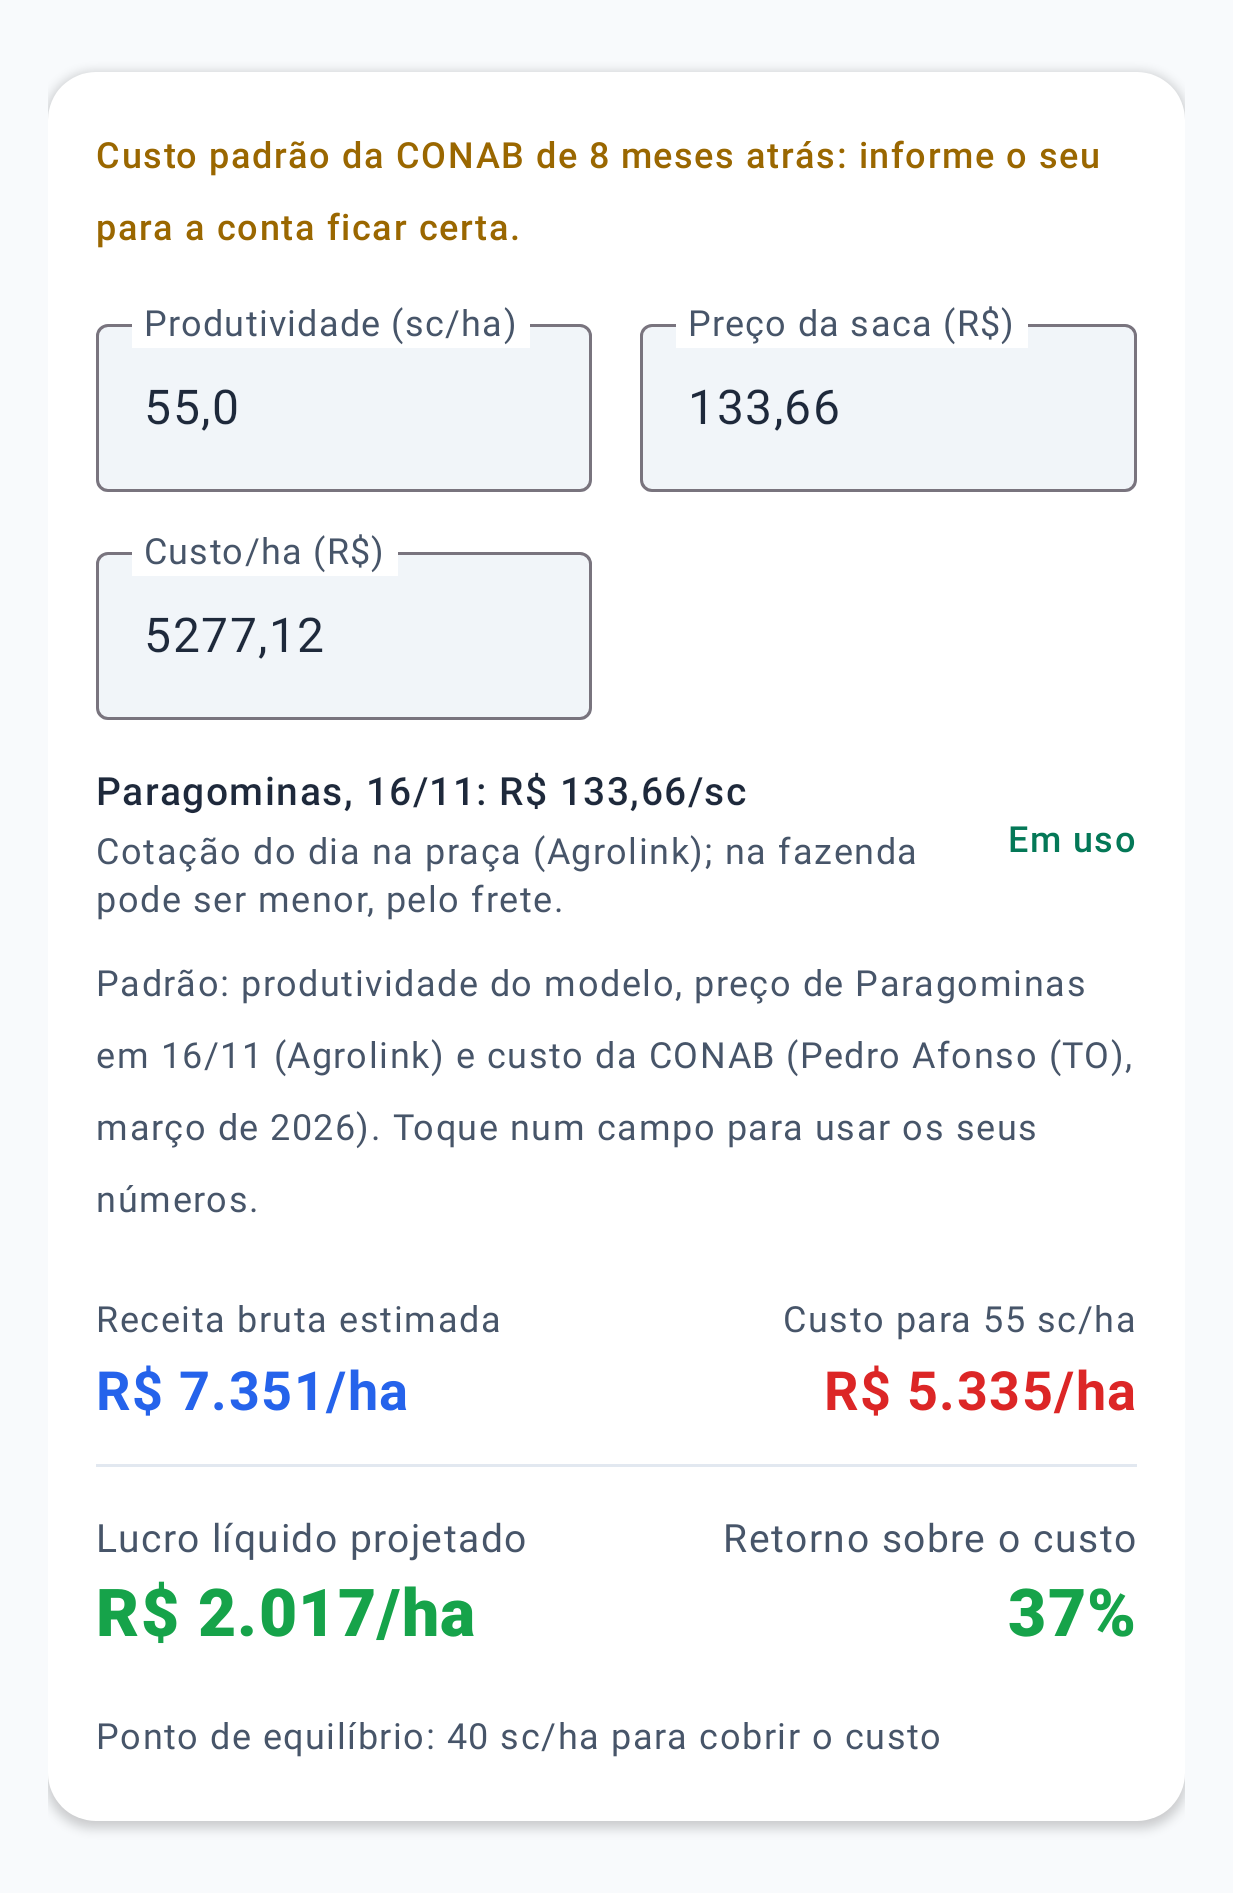 Custo padrão da CONAB de 8 meses atrás: informe o seu
para a conta ficar certa.
Produtividade (sc/ha)
55,0
Preço da saca (R$)
133,66
Custo/ha (R$)
5277,12
Paragominas, 16/11: R$ 133,66/sc
Cotação do dia na praça (Agrolink); na fazenda
pode ser menor, pelo frete.
Em uso
Padrão: produtividade do modelo, preço de Paragominas
em 16/11 (Agrolink) e custo da CONAB (Pedro Afonso (TO),
março de 2026). Toque num campo para usar os seus
números.
Receita bruta estimada
R$ 7.351/ha
Custo para 55 sc/ha
R$ 5.335/ha
Lucro líquido projetado
R$ 2.017/ha
Retorno sobre o custo
37%
Ponto de equilíbrio: 40 sc/ha para cobrir o custo